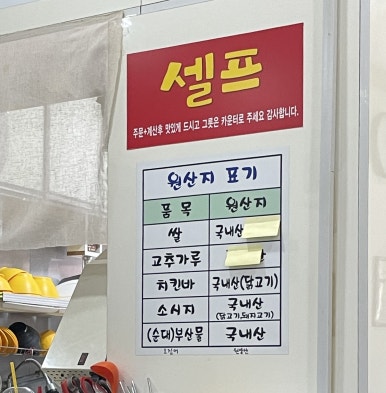 셀프
주문+계산후 맛있게 드시고 그릇은 카운터로 주세요 감사합니다.
원산지 표기
품 목 원산지
쌀 국내산
고추가루
치킨바 국내산(닭고기)
소시지 국내산
(닭고기,돼지고기)
(순대)부산물 국내산